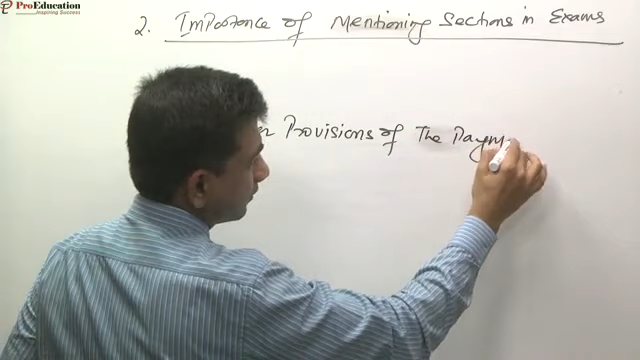 ProEducation
Inspiring Success
2. Importance of Mentioning Sections in Exams
Provisions of The Paym